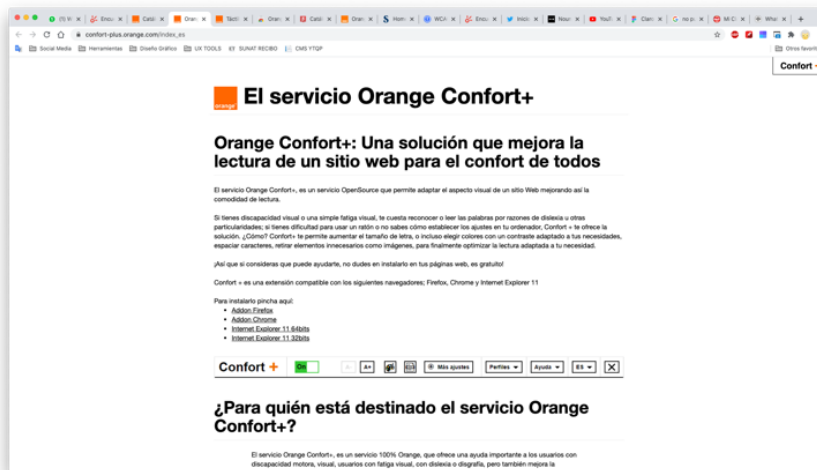 confort-plus.orange.com/index_es
Social Media Herramientas Diseño Gráfico UX TOOLS SUNAT RECIBO CMS YTQP Otros favorit
Confort +
orange
El servicio Orange Confort+
Orange Confort+: Una solución que mejora la
lectura de un sitio web para el confort de todos
El servicio Orange Confort+, es un servicio OpenSource que permite adaptar el aspecto visual de un sitio Web mejorando así la
comodidad de lectura.
Si tienes discapacidad visual o una simple fatiga visual, te cuesta reconocer o leer las palabras por razones de dislexia u otras
particularidades; si tienes dificultad para usar un ratón o no sabes cómo establecer los ajustes en tu ordenador, Confort + te ofrece la
solución. ¿Cómo? Confort+ te permite aumentar el tamaño de letra, o incluso elegir colores con un contraste adaptado a tus necesidades,
espaciar caracteres, retirar elementos innecesarios como imágenes, para finalmente optimizar la lectura adaptada a tu necesidad.
¡Así que si consideras que puede ayudarte, no dudes en instalarlo en tus páginas web, es gratuito!
Confort + es una extensión compatible con los siguientes navegadores; Firefox, Chrome y Internet Explorer 11
Para instalarlo pincha aquí:
Addon Firefox
Addon Chrome
Internet Explorer 11 64bits
Internet Explorer 11 32bits
Confort + On A+ Más ajustes Perfiles Ayuda ES
¿Para quién está destinado el servicio Orange
Confort+?
El servicio Orange Confort+, es un servicio 100% Orange, que ofrece una ayuda importante a los usuarios con
discapacidad motora, visual, usuarios con fatiga visual, con dislexia o disgrafía, pero también mejora la